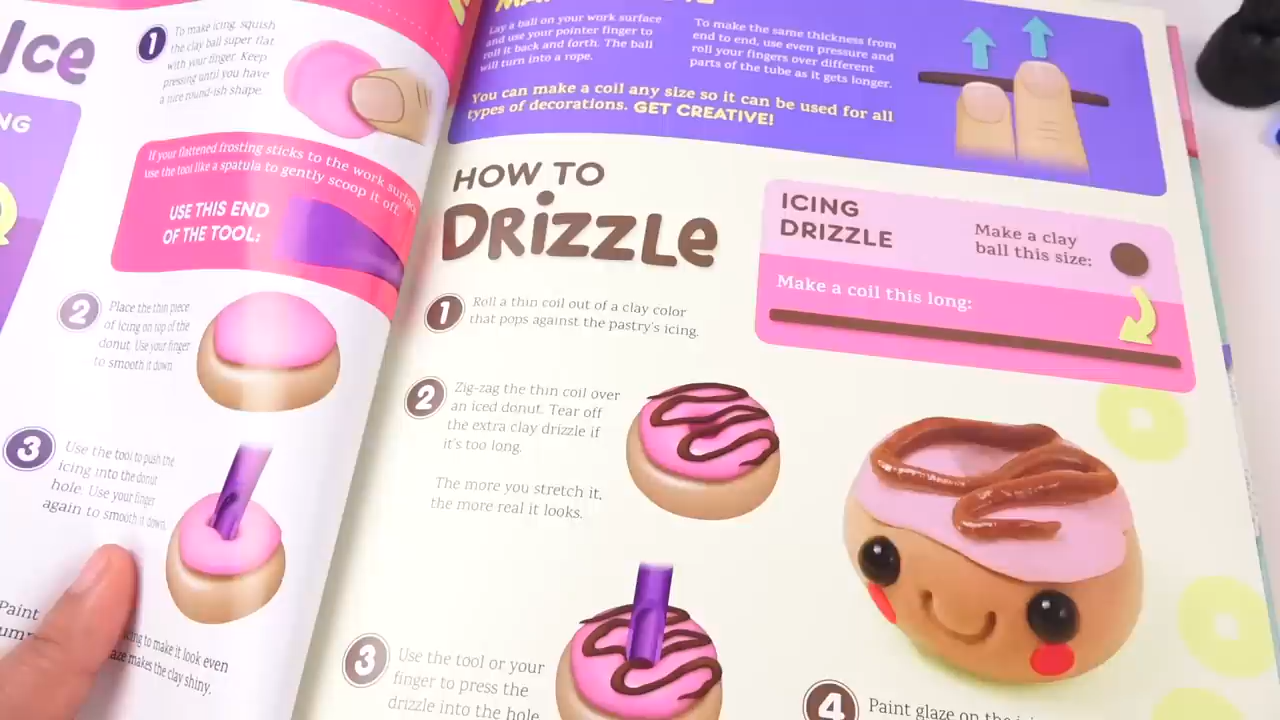 Ice
NG
1
To make icing, squish
the clay ball super flat
with your finger. Keep
pressing until you have
a nice round-ish shape.
If your flattened frosting sticks to the work surface
use the tool like a spatula to gently scoop it off.
USE THIS END
OF THE TOOL:
2
Place the thin piece
of icing on top of the
donut. Use your finger
to smooth it down
3
Use the tool to push the
icing into the donut
hole. Use your finger
again to smooth it down.
Paint
icing to make it look even
makes the clay shiny.
Lay a ball on your work surface
and use your pointer finger to
roll it back and forth. The ball
will turn into a rope.
To make the same thickness from
end to end, use even pressure and
roll your fingers over different
parts of the tube as it gets longer.
You can make a coil any size so it can be used for all
types of decorations. GET CREATIVE!
HOW TO
DRizzLe
1
Roll a thin coil out of a clay color
that pops against the pastry's icing.
2
Zig-zag the thin coil over
an iced donut. Tear off
the extra clay drizzle if
it's too long.
The more you stretch it,
the more real it looks.
3
Use the tool or your
finger to press the
drizzle into the hole
ICING
DRIZZLE
Make a clay
ball this size:
Make a coil this long:
4
Paint glaze on the